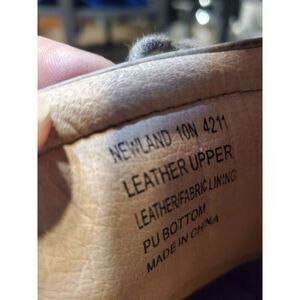 NEWLAND 10N 4211
LEATHER UPPER
LEATHER/FABRIC LINING
PU BOTTOM
MADE IN CHINA